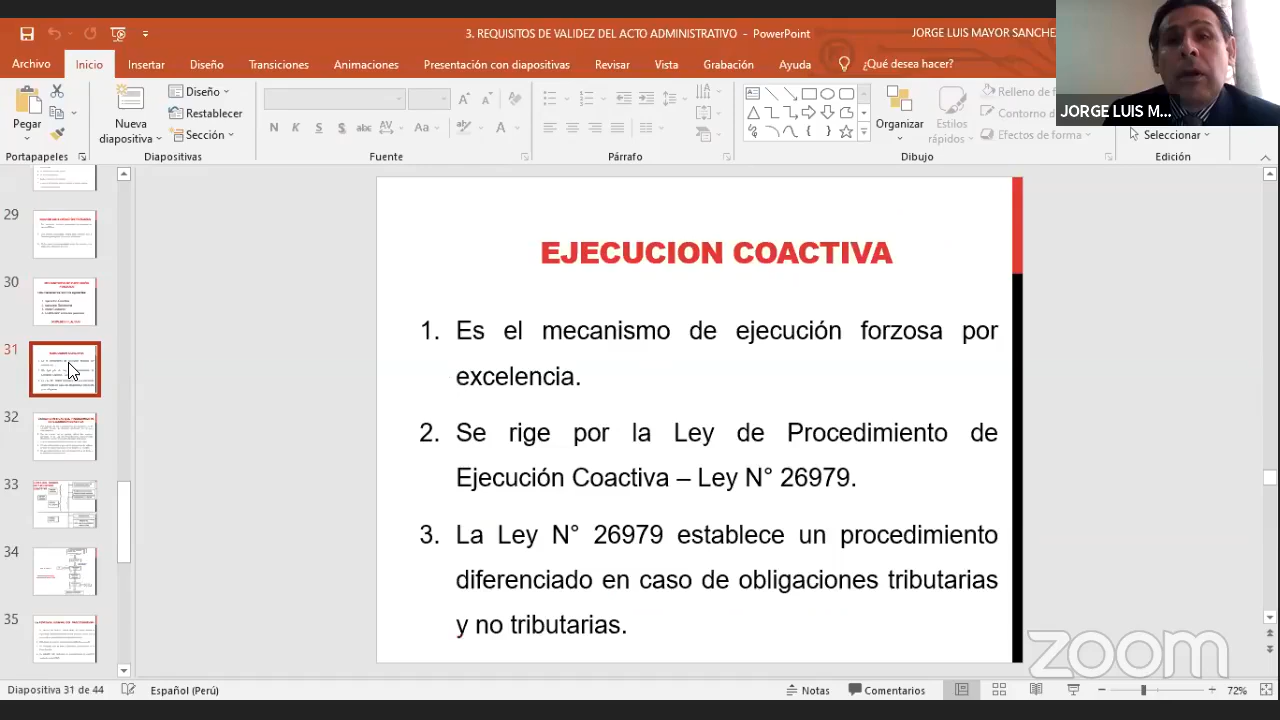 3. REQUISITOS DE VALIDEZ DEL ACTO ADMINISTRATIVO - PowerPoint
JORGE LUIS MAYOR SANCHE
Archivo Inicio Insertar Diseño Transiciones Animaciones Presentación con diapositivas Revisar Vista Grabación Ayuda ¿Qué desea hacer?
JORGE LUIS M...
Pegar
Nueva
diapositiva
Diseño
Restablecer
Sección
N K S S abc AV Aa A
Organizar
Estilos
rápidos
Relleno de
Contorno d
Efectos de forma
Seleccionar
Portapapeles Diapositivas Fuente Párrafo Dibujo Edición
29
30
31
32
33
34
35
EJECUCION COACTIVA
1. Es el mecanismo de ejecución forzosa por
excelencia.
2. Se rige por la Ley de Procedimiento de
Ejecución Coactiva – Ley N° 26979.
3. La Ley N° 26979 establece un procedimiento
diferenciado en caso de obligaciones tributarias
y no tributarias.
zoom
Diapositiva 31 de 44 Español (Perú) Notas Comentarios 72%